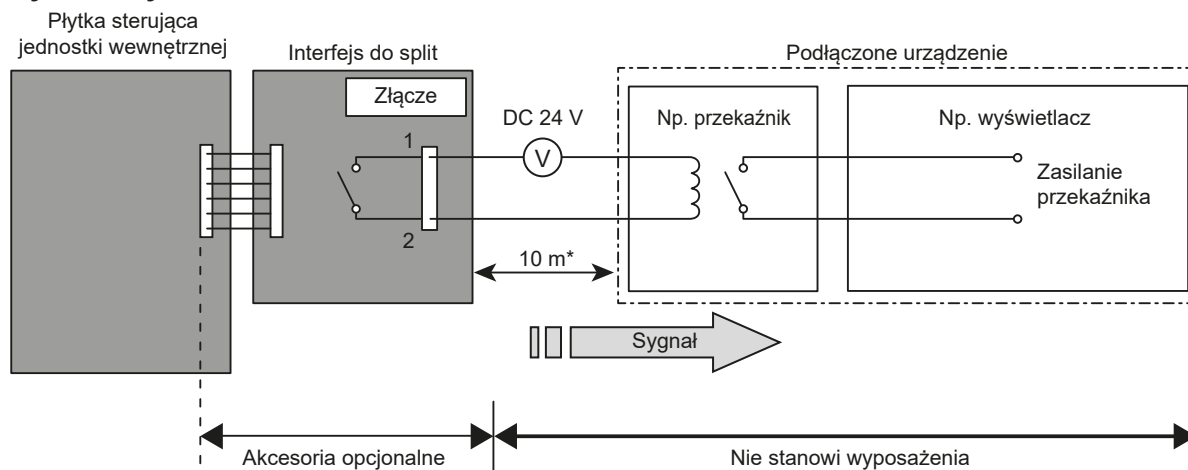 Płytka sterująca
jednostki wewnętrznej
Interfejs do split
Złącze
1
2
DC 24 V
V
10 m*
Podłączone urządzenie
Np. przekaźnik
Np. wyświetlacz
Zasilanie
przekaźnika
Sygnał
Akcesoria opcjonalne
Nie stanowi wyposażenia